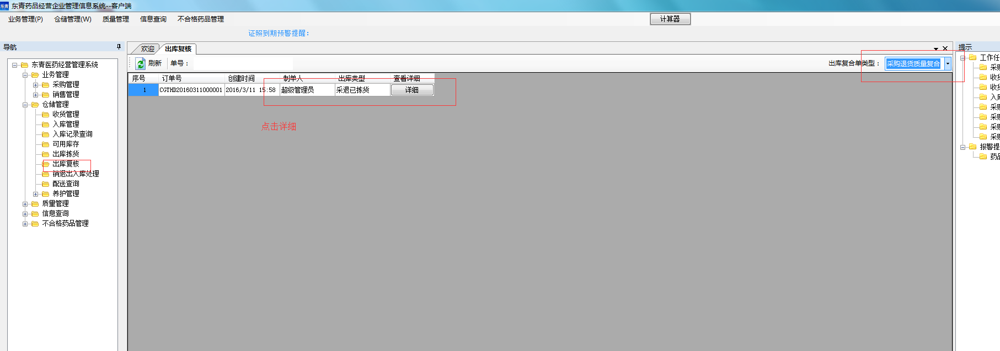 东青 东青药品经营企业管理信息系统--客户端
业务管理(P) 仓储管理(W) 质量管理 信息查询 不合格药品管理 计算器
证照到期预警提醒：
导航
东青医药经营管理系统
业务管理
采购管理
销售管理
仓储管理
收货管理
入库管理
入库记录查询
可用库存
出库拣货
出库复核
销退出入库处理
配送查询
养护管理
质量管理
信息查询
不合格药品管理
欢迎 出库复核
刷新 单号： 出库复合单类型： 采购退货质量复合
序号 订单号 创建时间 制单人 出库类型 查看详细
1 CGTHD20160311000001 2016/3/11 15:58 超级管理员 采退已拣货 详细
点击详细
提示
工作任
采购
收货
收货
入库
采购
采购
采购
采购
报警提
药品